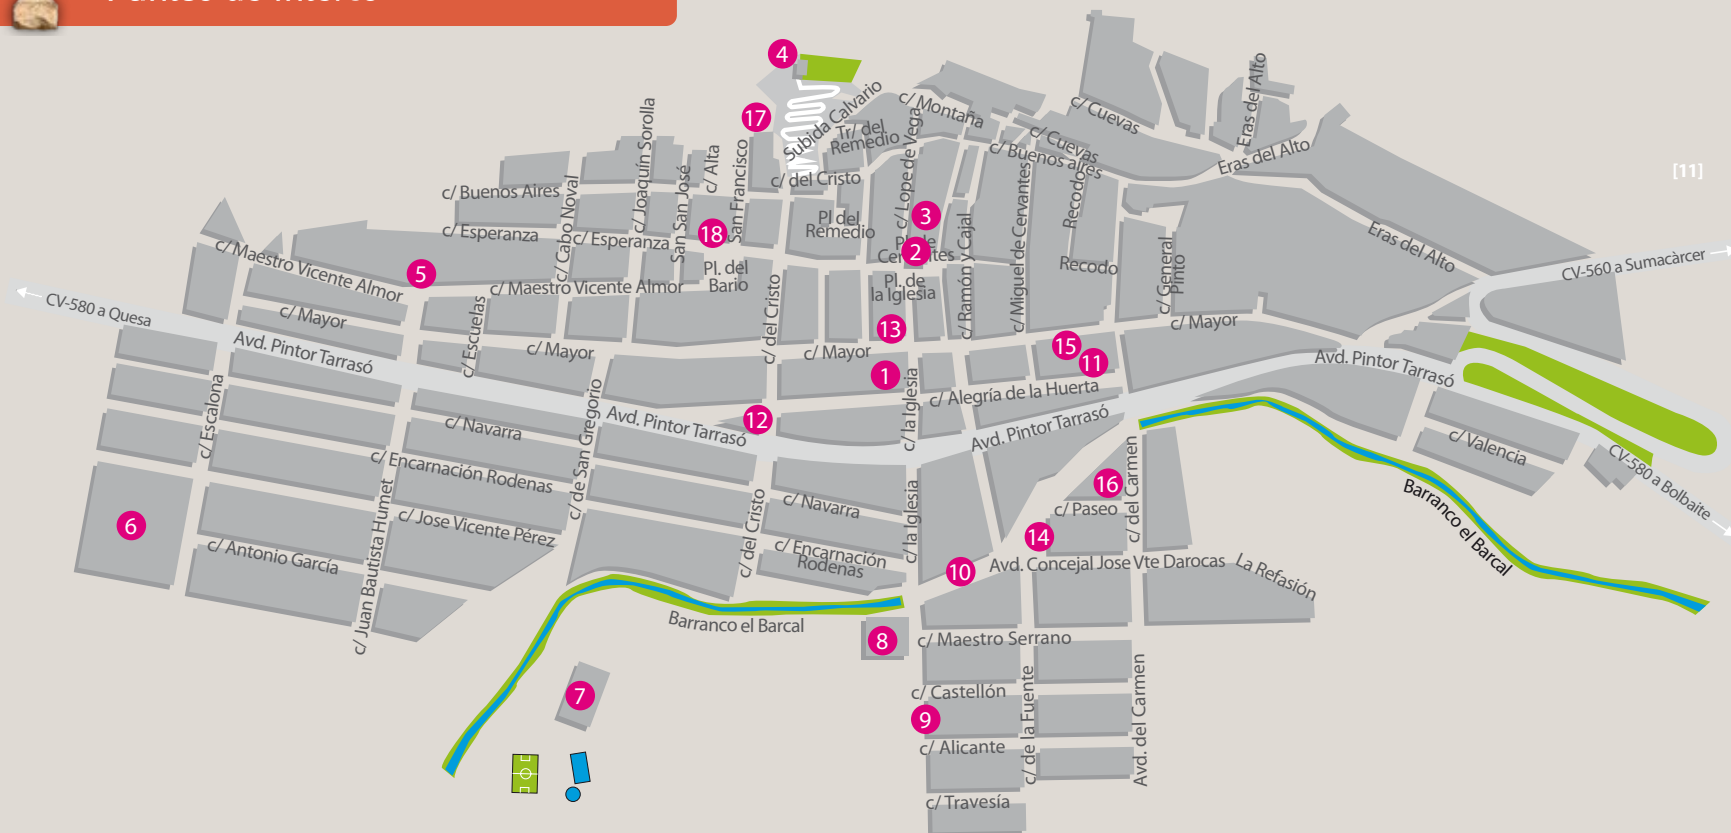 4
17
c/ Montaña
c/ Cuevas
Eras del Alto
Subida Calvario
Tr/ del
Remedio
c/ Cuevas
c/ Buenos aires
Eras del Alto
[11]
c/ Joaquín Sorolla
c/ Alta
San Francisco
c/ del Cristo
c/ Lope de Vega
c/ Buenos Aires
c/ Cabo Noval
San San José
Recodo
c/ Miguel de Cervantes
3
Pl del
Remedio
c/ Esperanza
c/ Esperanza
18
2
c/ Ramón y Cajal
Eras del Alto
c/ Maestro Vicente Almor
5
Pl. del
Bario
Recodo
c/ General
Pinto
CV-560 a Sumacàrcer
c/ Maestro Vicente Almor
Pl. de
la Iglesia
CV-580 a Quesa
c/ Mayor
c/ Escuelas
c/ del Cristo
13
c/ Mayor
Avd. Pintor Tarrasó
c/ Mayor
c/ Mayor
15
11
Avd. Pintor Tarrasó
1
c/ Alegría de la Huerta
c/ Escalona
c/ de San Gregorio
Avd. Pintor Tarrasó
12
c/ la Iglesia
Avd. Pintor Tarrasó
c/ Navarra
c/ Valencia
CV-580 a Bolbaite
c/ Encarnación Rodenas
c/ Navarra
c/ la Iglesia
16
c/ del Carmen
Barranco el Barcal
c/ Paseo
6
c/ Jose Vicente Pérez
c/ del Cristo
14
c/ Juan Bautista Humet
c/ Antonio García
c/ Encarnación
Rodenas
10
Avd. Concejal Jose Vte Darocas
La Refasión
Barranco el Barcal
8
c/ Maestro Serrano
7
c/ Castellón
9
c/ de la Fuente
Avd. del Carmen
c/ Alicante
c/ Travesía